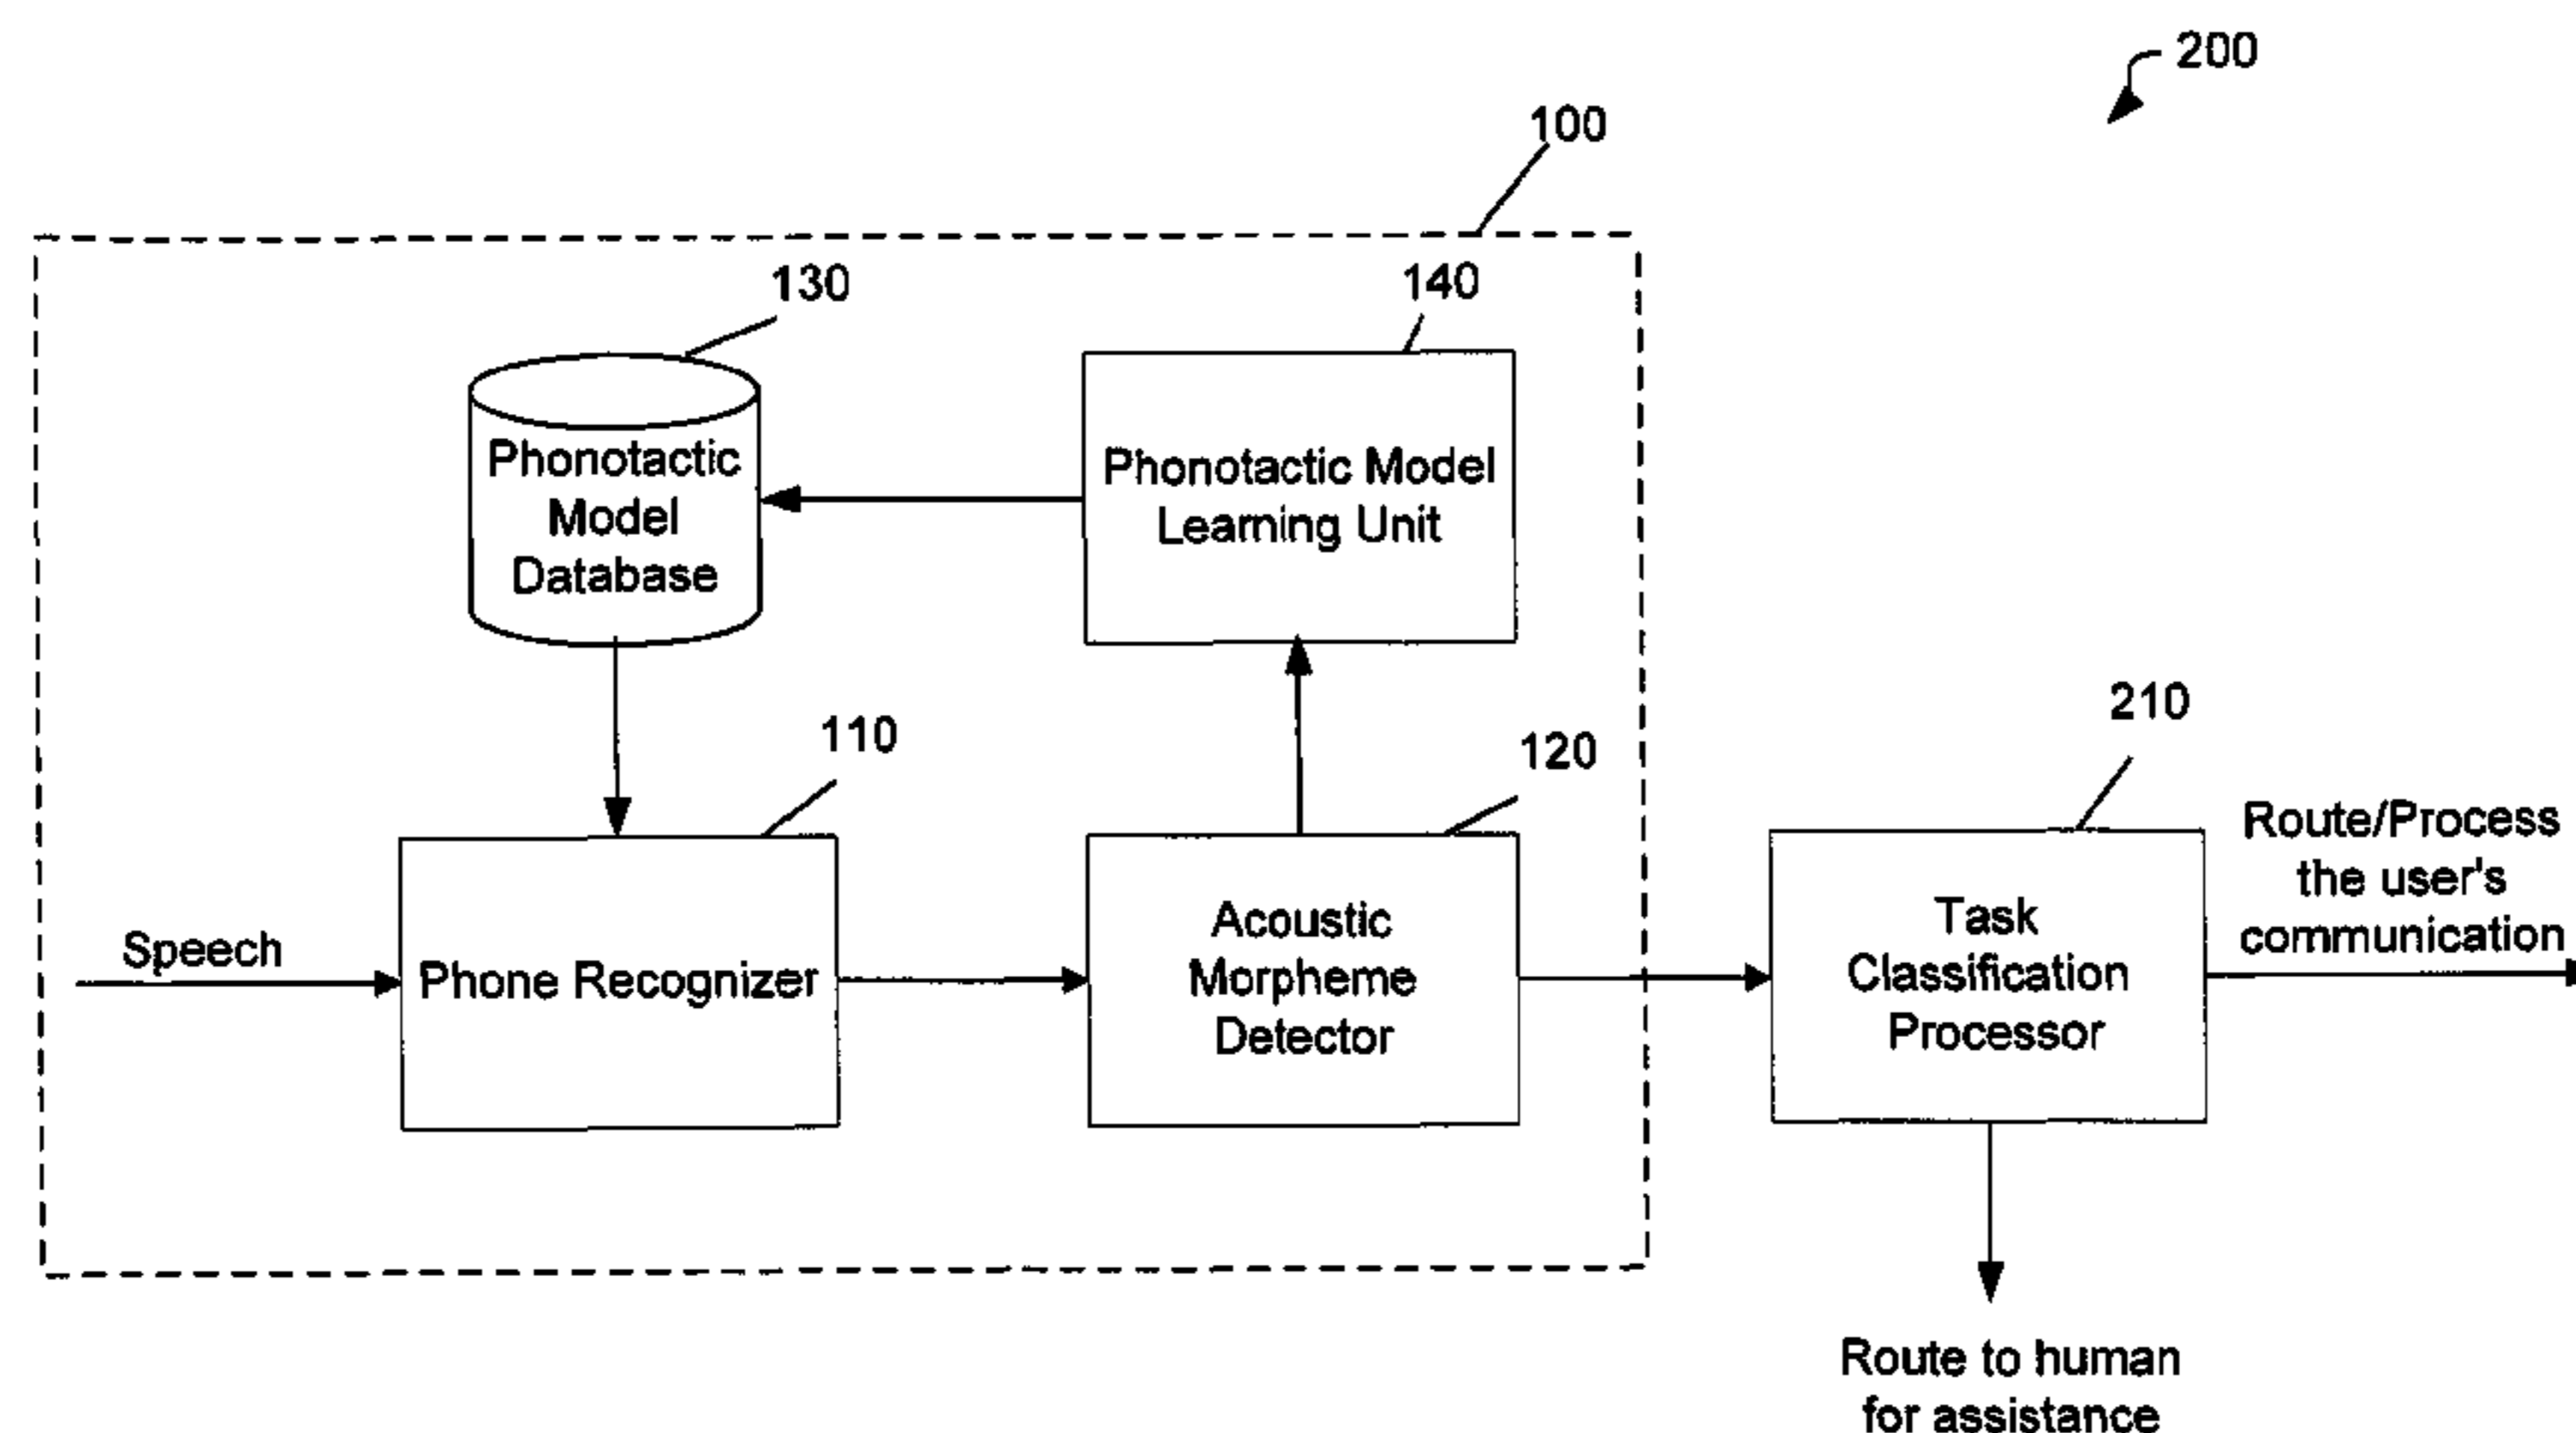 200
100
130
140
Phonotactic
Model
Database
Phonotactic Model
Learning Unit
110
120
210
Speech
Phone Recognizer
Acoustic
Morpheme
Detector
Task
Classification
Processor
Route/Process
the user's
communication
Route to human
for assistance